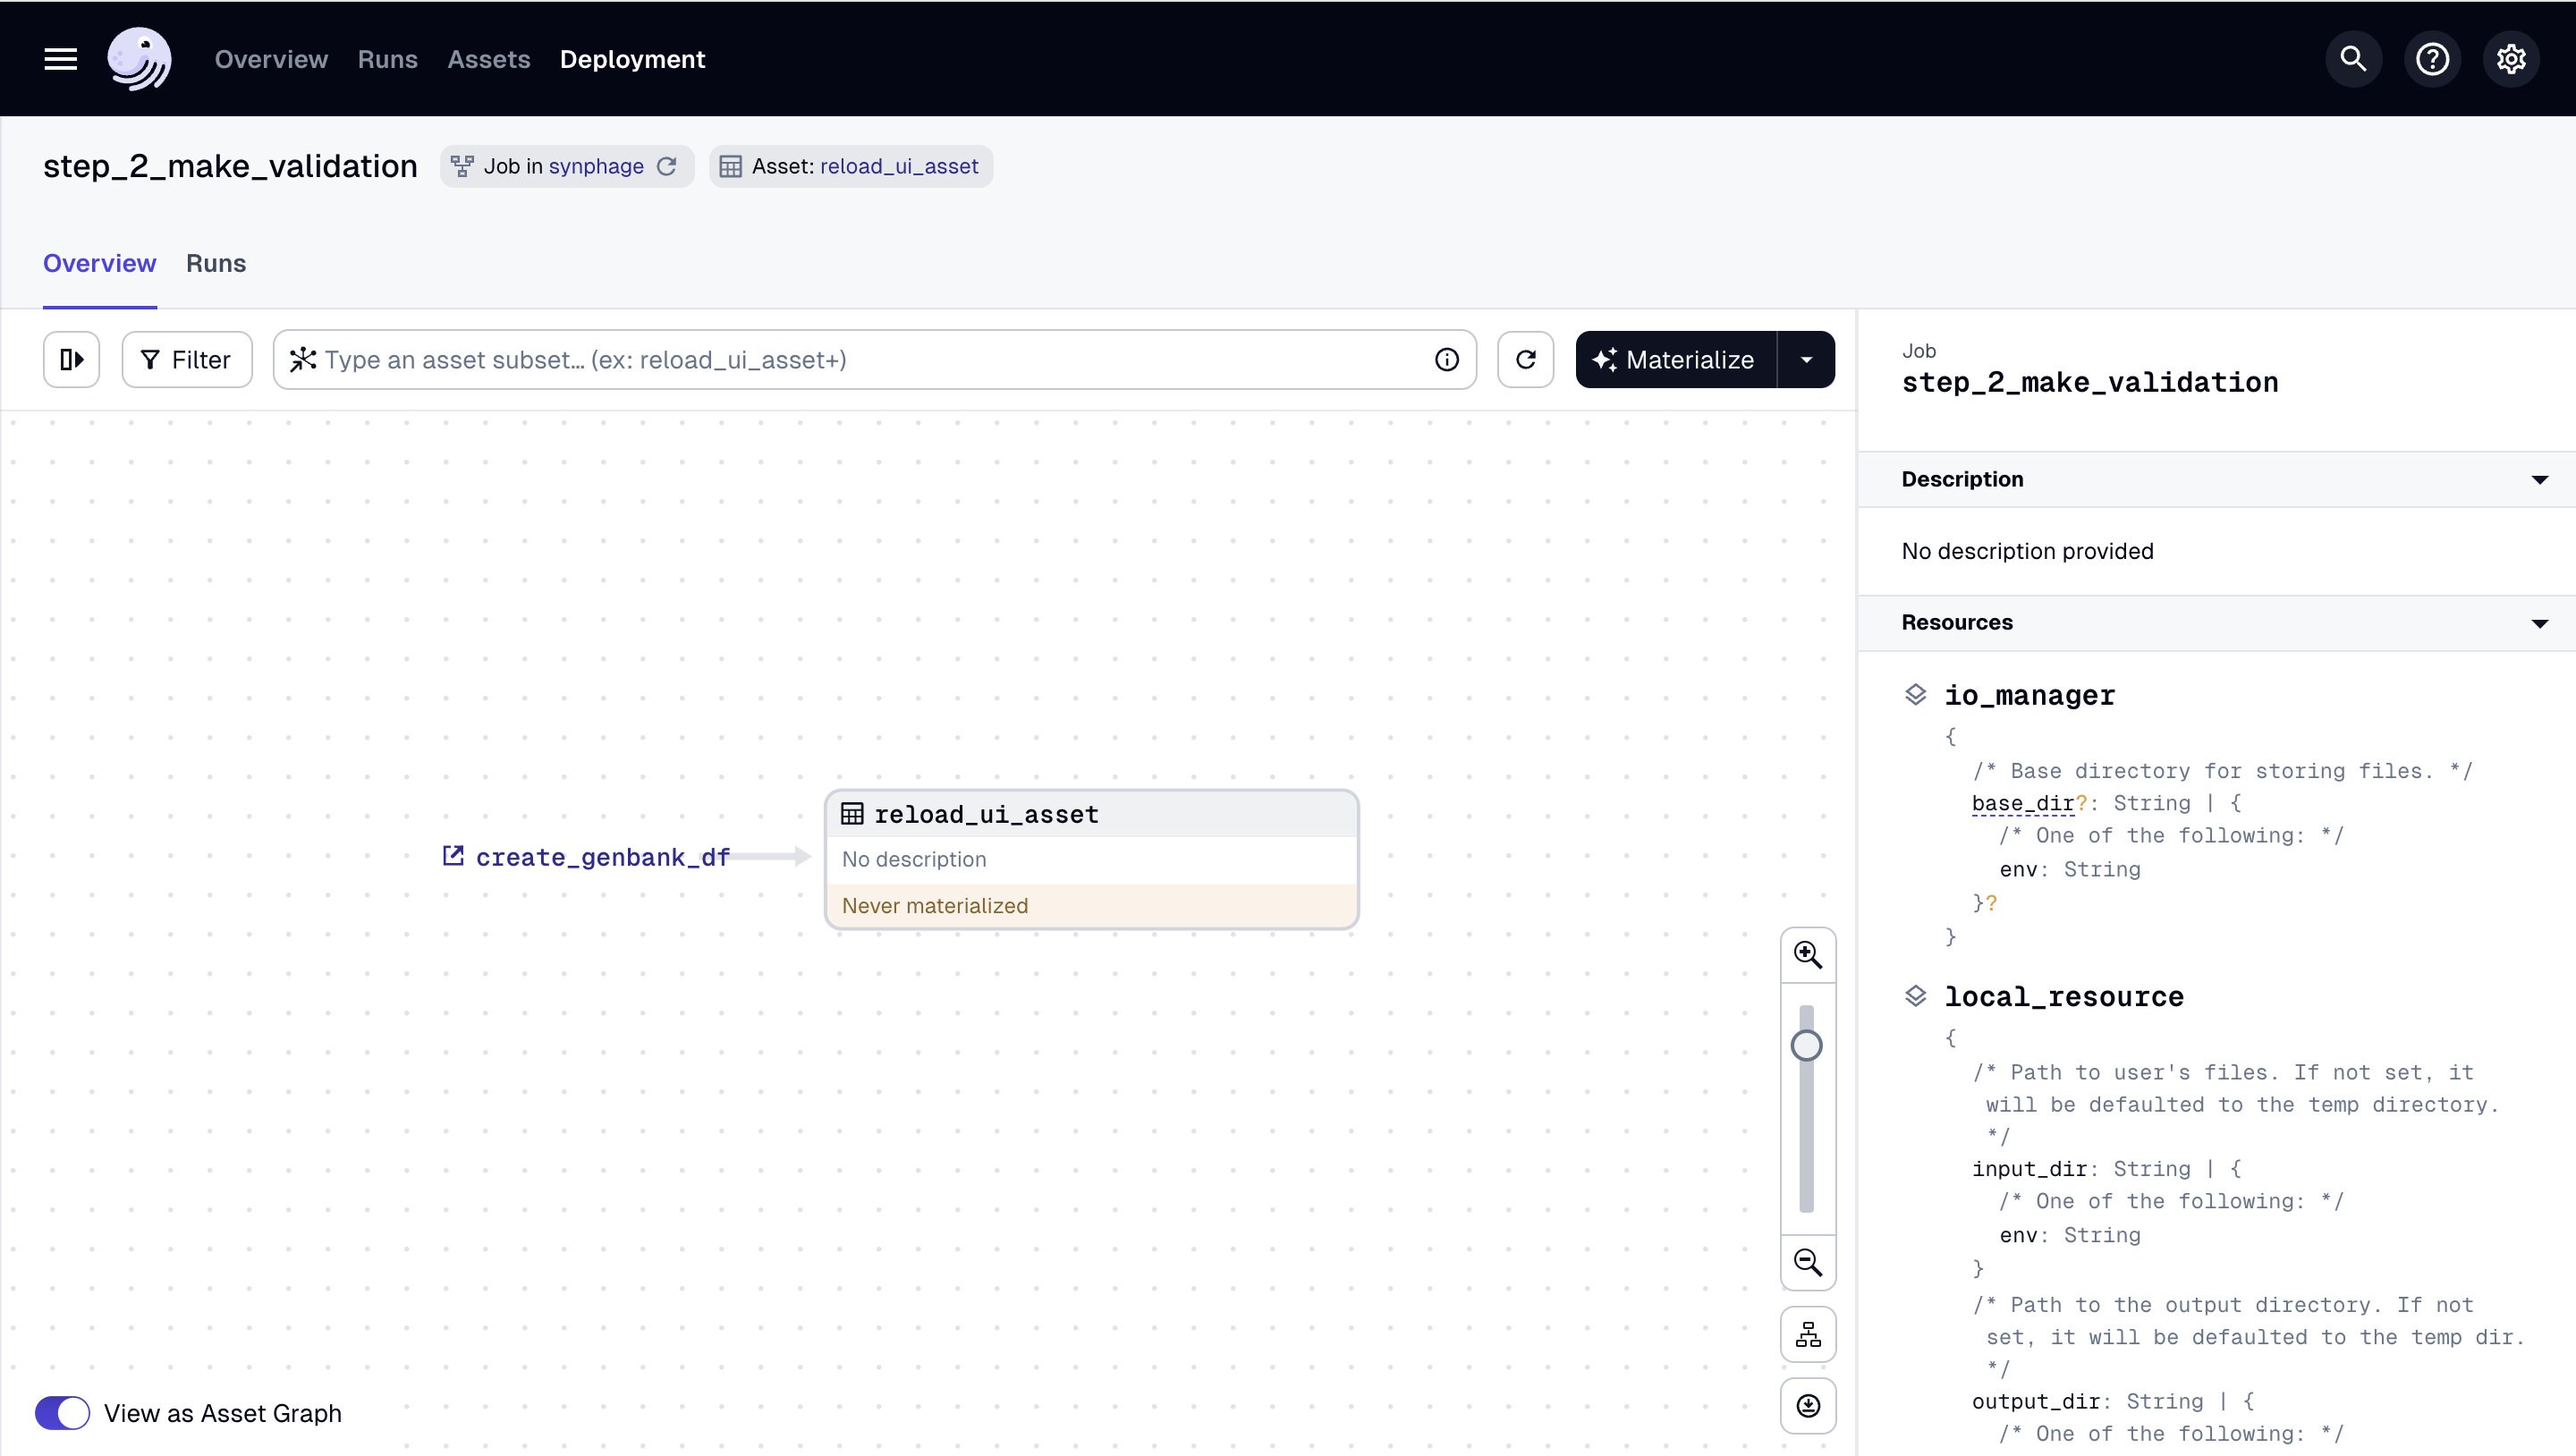 Overview Runs Assets Deployment
step_2_make_validation Job in synphage Asset: reload_ui_asset
Overview Runs
Filter Type an asset subset… (ex: reload_ui_asset+) Materialize
create_genbank_df
reload_ui_asset
No description
Never materialized
View as Asset Graph
Job
step_2_make_validation
Description
No description provided
Resources
io_manager
{
/* Base directory for storing files. */
base_dir?: String | {
/* One of the following: */
env: String
}?
}
local_resource
{
/* Path to user's files. If not set, it
will be defaulted to the temp directory.
*/
input_dir: String | {
/* One of the following: */
env: String
}
/* Path to the output directory. If not
set, it will be defaulted to the temp dir.
*/
output_dir: String | {
/* One of the following: */